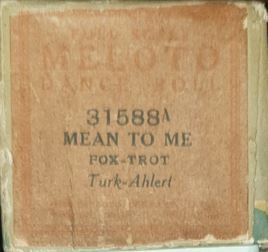 MELOTO
DANCE ROLL
31588A
MEAN TO ME
FOX-TROT
Turk-Ahlert